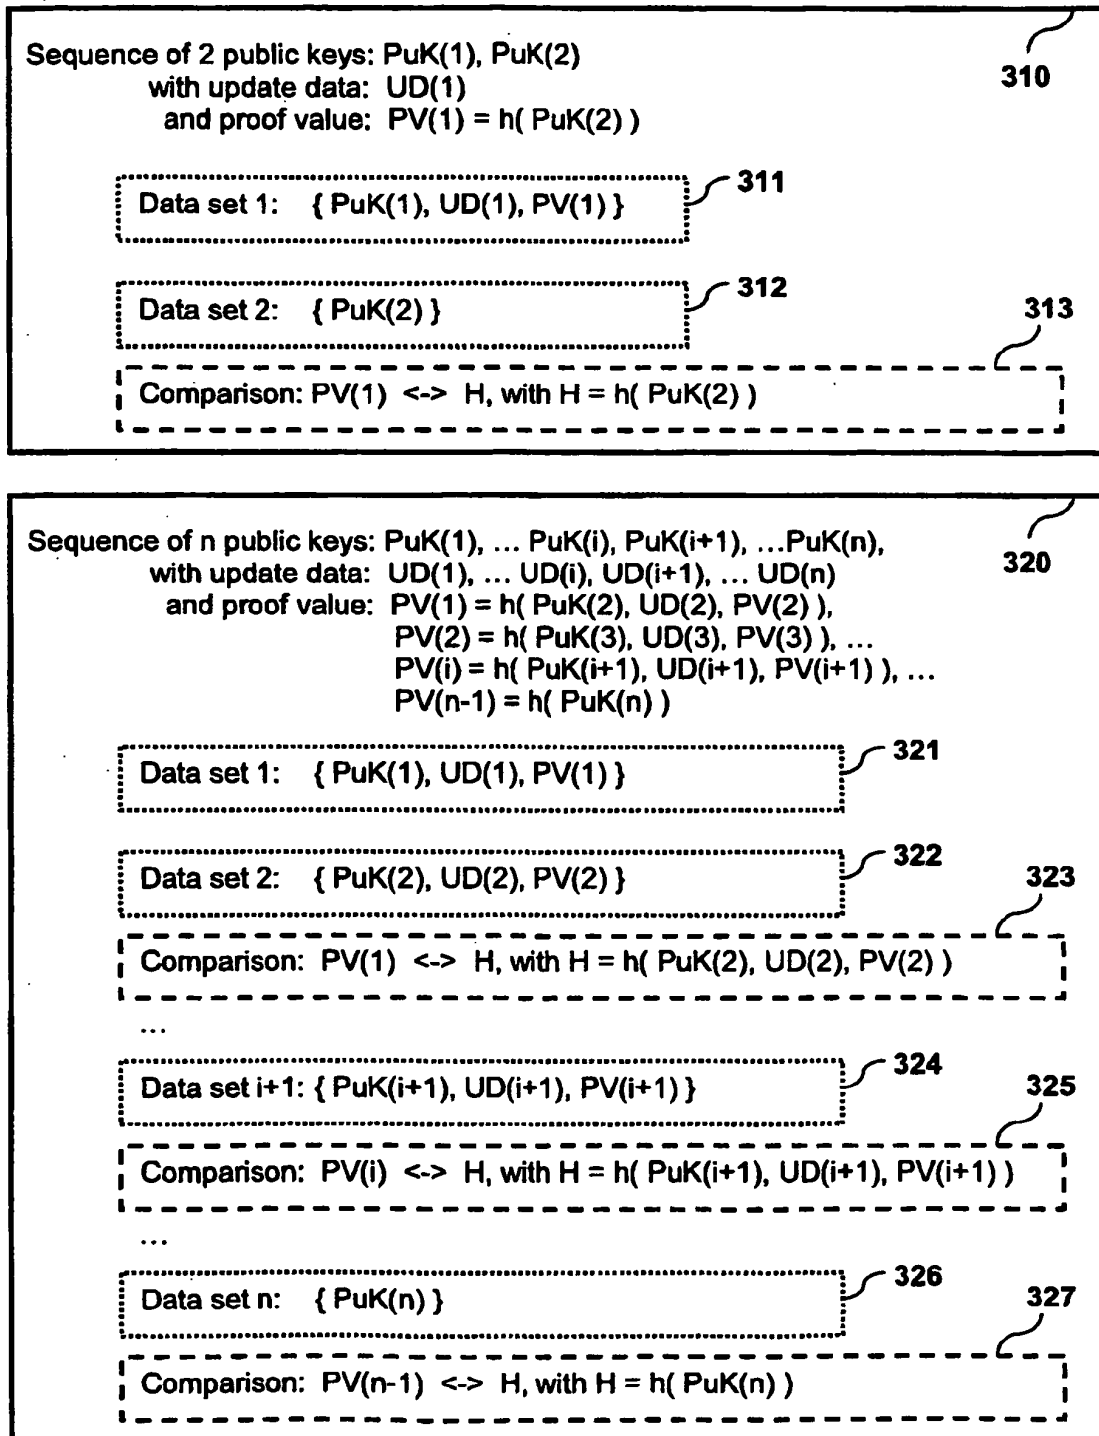 310
Sequence of 2 public keys: PuK(1), PuK(2)
with update data: UD(1)
and proof value: PV(1) = h( PuK(2) )
311
Data set 1: { PuK(1), UD(1), PV(1) }
312
Data set 2: { PuK(2) }
313
Comparison: PV(1) <-> H, with H = h( PuK(2) )
320
Sequence of n public keys: PuK(1), ... PuK(i), PuK(i+1), ...PuK(n),
with update data: UD(1), ... UD(i), UD(i+1), ... UD(n)
and proof value: PV(1) = h( PuK(2), UD(2), PV(2) ),
PV(2) = h( PuK(3), UD(3), PV(3) ), ...
PV(i) = h( PuK(i+1), UD(i+1), PV(i+1) ), ...
PV(n-1) = h( PuK(n) )
321
Data set 1: { PuK(1), UD(1), PV(1) }
322
Data set 2: { PuK(2), UD(2), PV(2) }
323
Comparison: PV(1) <-> H, with H = h( PuK(2), UD(2), PV(2) )
...
324
Data set i+1: { PuK(i+1), UD(i+1), PV(i+1) }
325
Comparison: PV(i) <-> H, with H = h( PuK(i+1), UD(i+1), PV(i+1) )
...
326
Data set n: { PuK(n) }
327
Comparison: PV(n-1) <-> H, with H = h( PuK(n) )